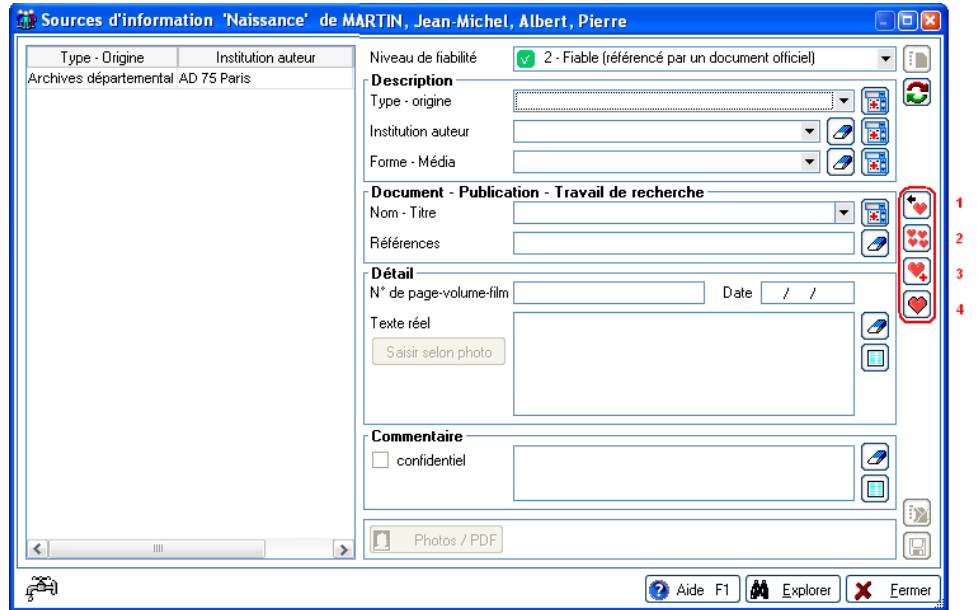 Sources d'information 'Naissance' de MARTIN, Jean-Michel, Albert, Pierre
Type - Origine Institution auteur
Archives départemental AD 75 Paris
Niveau de fiabilité 2 - Fiable (référencé par un document officiel)
Description
Type - origine
Institution auteur
Forme - Média
Document - Publication - Travail de recherche
Nom - Titre
1
Références
2
3
Détail
N° de page-volume-film Date / /
4
Texte réel
Saisir selon photo
Commentaire
confidentiel
Photos / PDF
Aide F1 Explorer Fermer